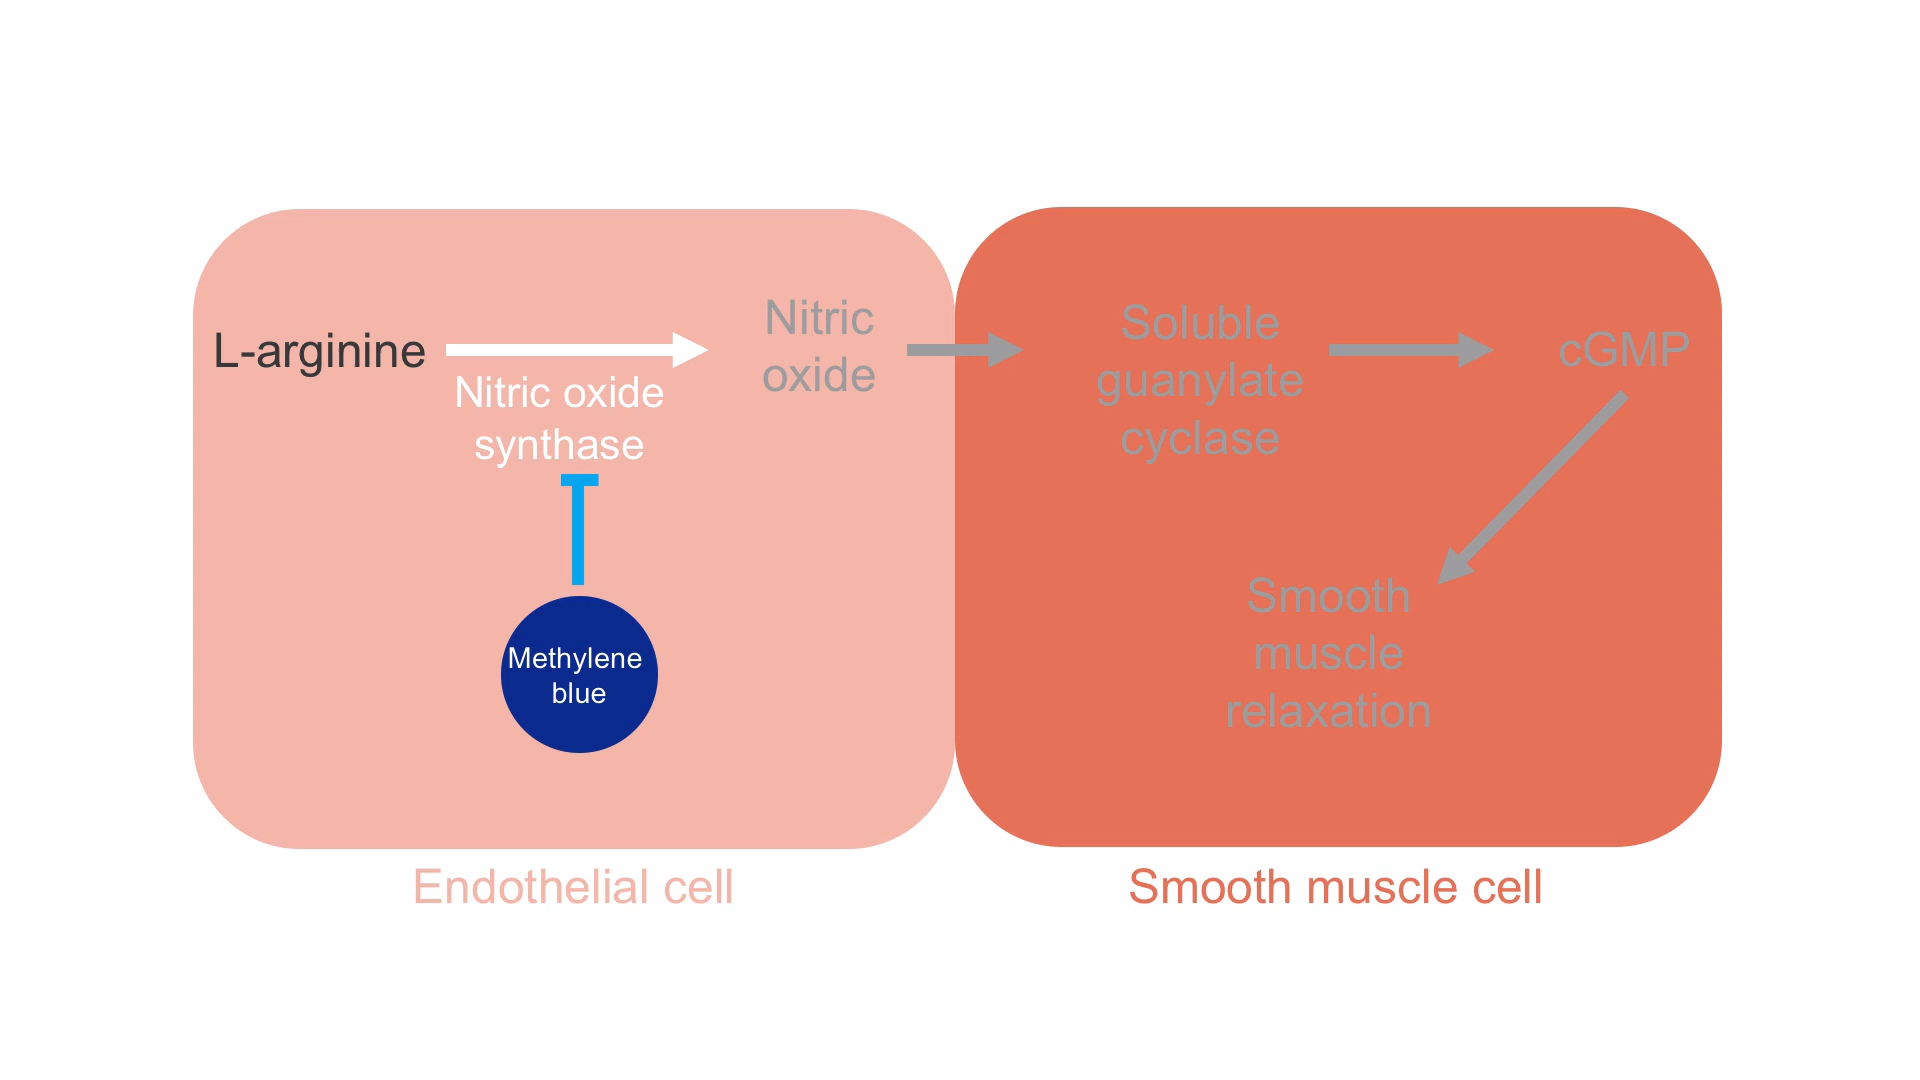 L-arginine
Nitric oxide
synthase
Nitric
oxide
Soluble
guanylate
cyclase
cGMP
Smooth
muscle
relaxation
Methylene
blue
Endothelial cell
Smooth muscle cell